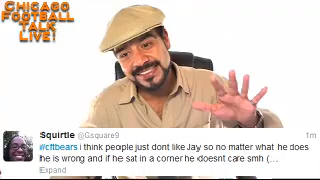 CHICAGO
FOOTBALL
TALK
LIVE!
Squirtle @Gsquare9 1m
#cftbears i think people just dont like Jay so no matter what he does
he is wrong and if he sat in a corner he doesnt care smh (...
Expand